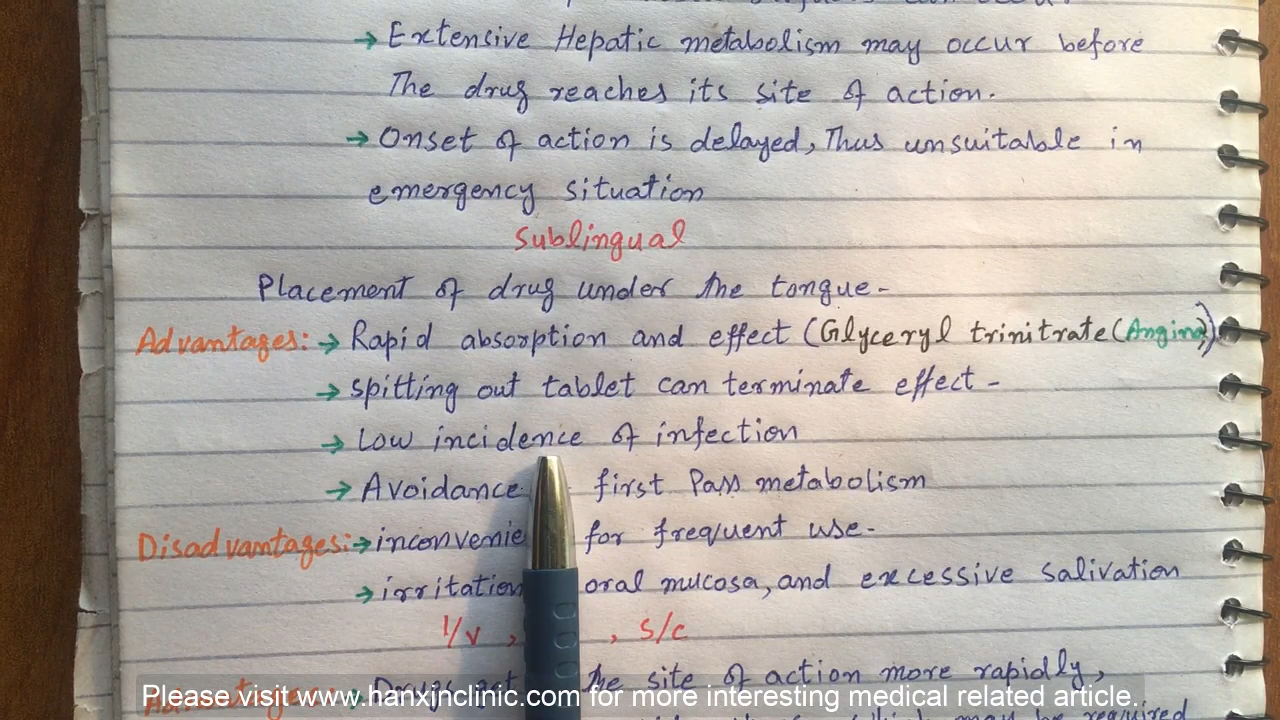 → Extensive Hepatic metabolism may occur before
The drug reaches its site of action.
→ Onset of action is delayed, Thus unsuitable in
emergency situation
Sublingual
Placement of drug under the tongue-
Advantages: → Rapid absorption and effect (Glyceryl trinitrate (Angina))
→ spitting out tablet can terminate effect -
→ Low incidence of infection
→ Avoidance first Pass metabolism
Disadvantages: → inconvenie for frequent use-
→ irritation oral mucosa, and excessive salivation
I/V , , S/C
the site of action more rapidly,
Please visit www.hanxinclinic.com for more interesting medical related article.
may be required